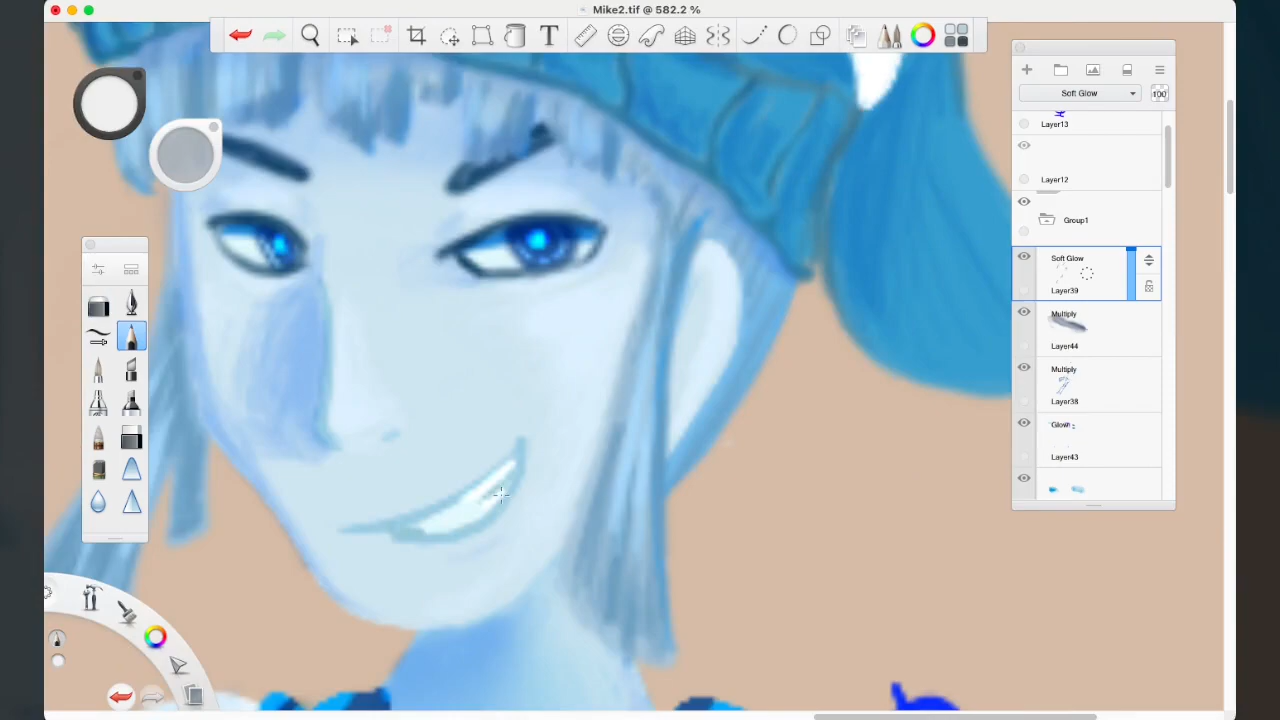 Mike2.tif @ 582.2 %
T
Soft Glow
100
Layer13
Layer12
Group1
Soft Glow
Layer39
Multiply
Layer44
Multiply
Layer38
Glow
Layer43